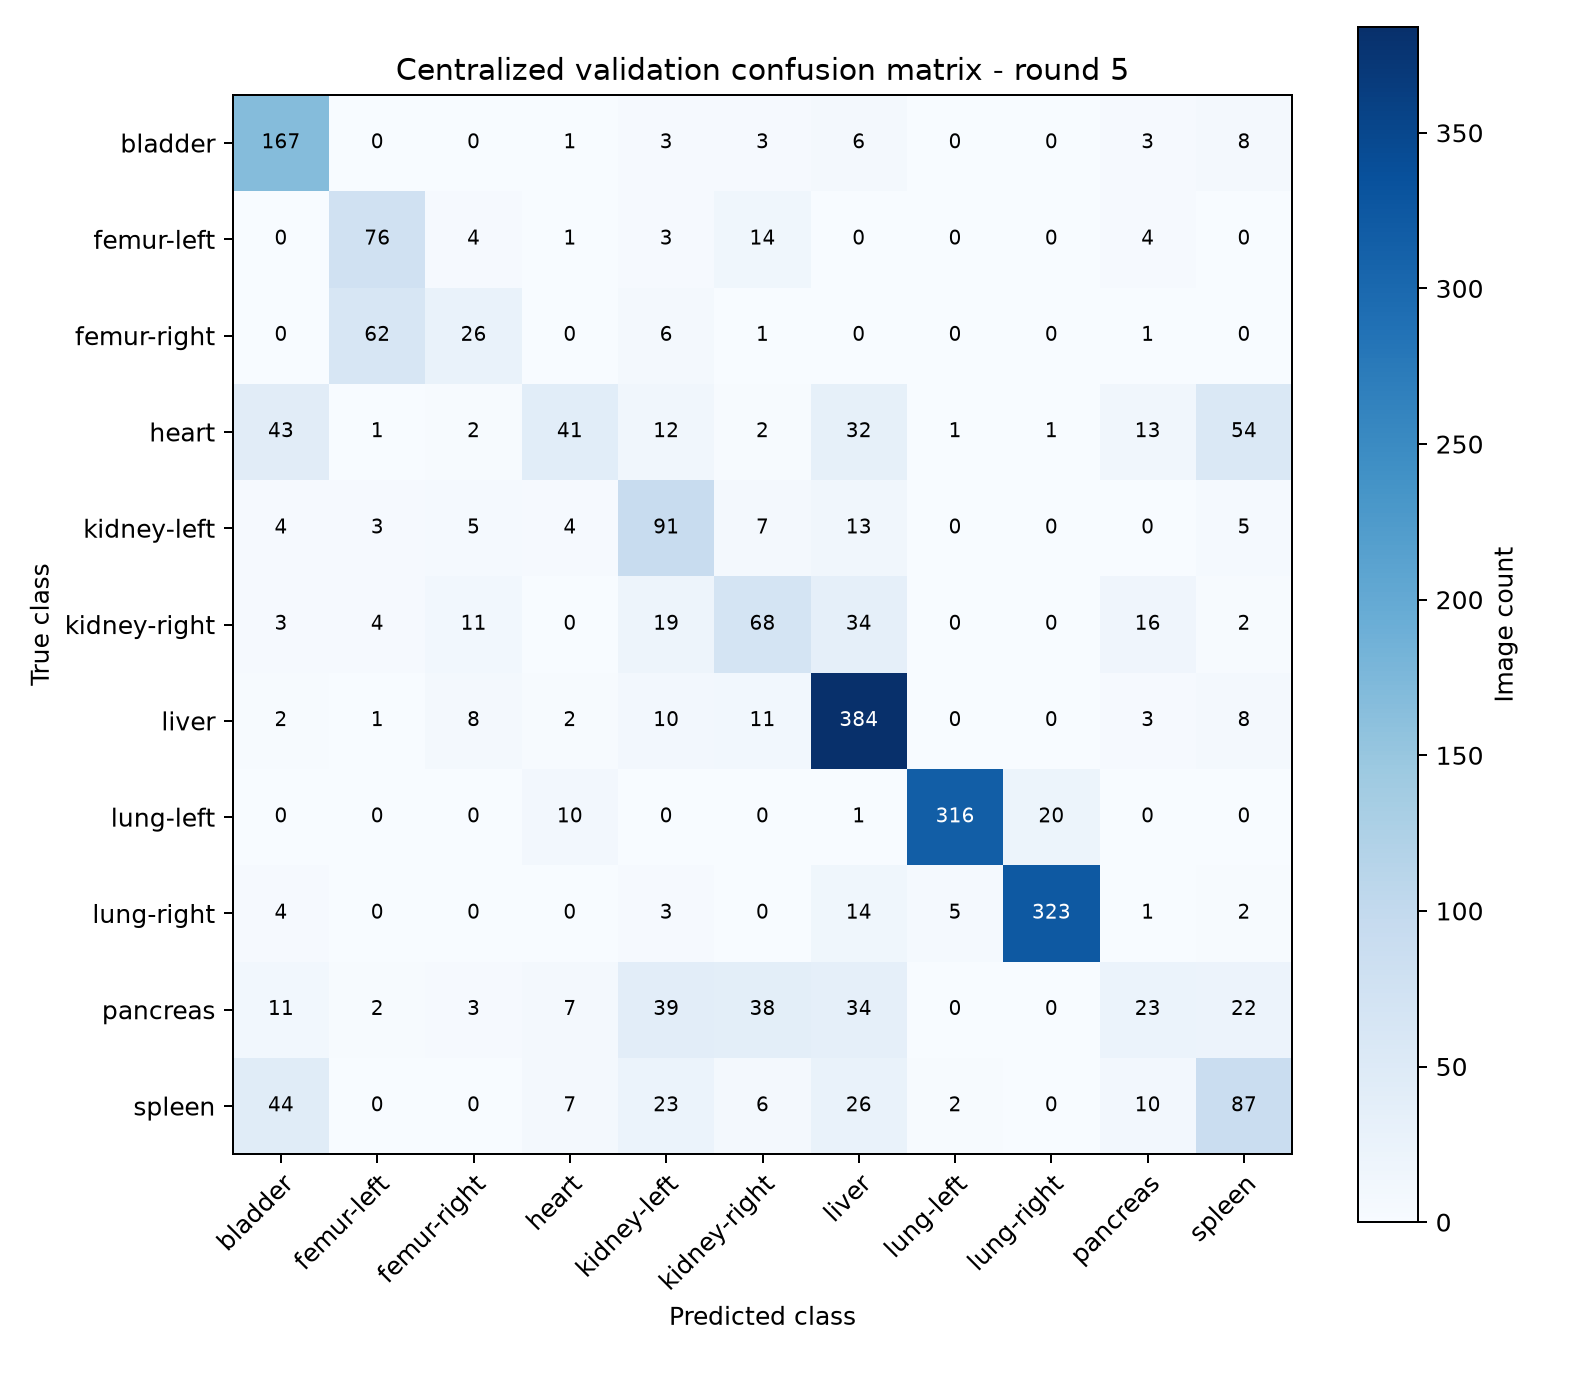 Centralized validation confusion matrix - round 5
bladder 167 0 0 1 3 3 6 0 0 3 8
femur-left 0 76 4 1 3 14 0 0 0 4 0
femur-right 0 62 26 0 6 1 0 0 0 1 0
heart 43 1 2 41 12 2 32 1 1 13 54
kidney-left 4 3 5 4 91 7 13 0 0 0 5
kidney-right 3 4 11 0 19 68 34 0 0 16 2
liver 2 1 8 2 10 11 384 0 0 3 8
lung-left 0 0 0 10 0 0 1 316 20 0 0
lung-right 4 0 0 0 3 0 14 5 323 1 2
pancreas 11 2 3 7 39 38 34 0 0 23 22
spleen 44 0 0 7 23 6 26 2 0 10 87
True class
bladder femur-left femur-right heart kidney-left kidney-right liver lung-left lung-right pancreas spleen
Predicted class
350
300
250
200
150
100
50
0
Image count